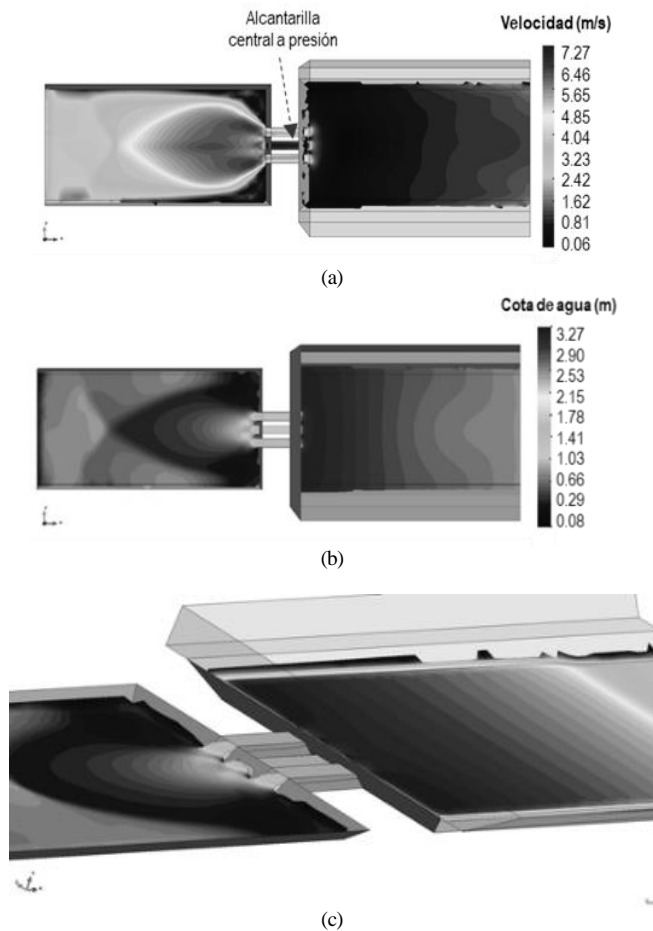 Alcantarilla
central a presión
Velocidad (m/s)
7.27
6.46
5.65
4.85
4.04
3.23
2.42
1.62
0.81
0.06
(a)
Cota de agua (m)
3.27
2.90
2.53
2.15
1.78
1.41
1.03
0.66
0.29
0.08
(b)
(c)